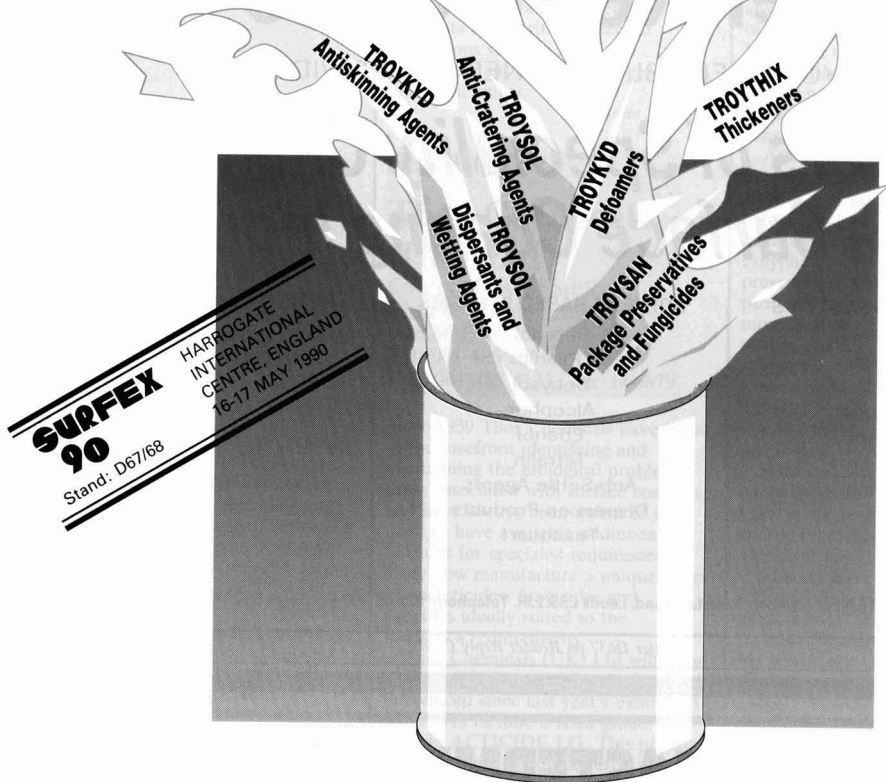 TROYKYD
Antiskinning Agents
TROYSOL
Anti-Cratering Agents
TROYKYD
Defoamers
TROYTHIX
Thickeners
TROYSOL
Dispersants and
Wetting Agents
TROYSAN
Package Preservatives
and Fungicides
SURFEX
90
Stand: D67/68
HARROGATE
INTERNATIONAL
CENTRE, ENGLAND
16-17 MAY 1990